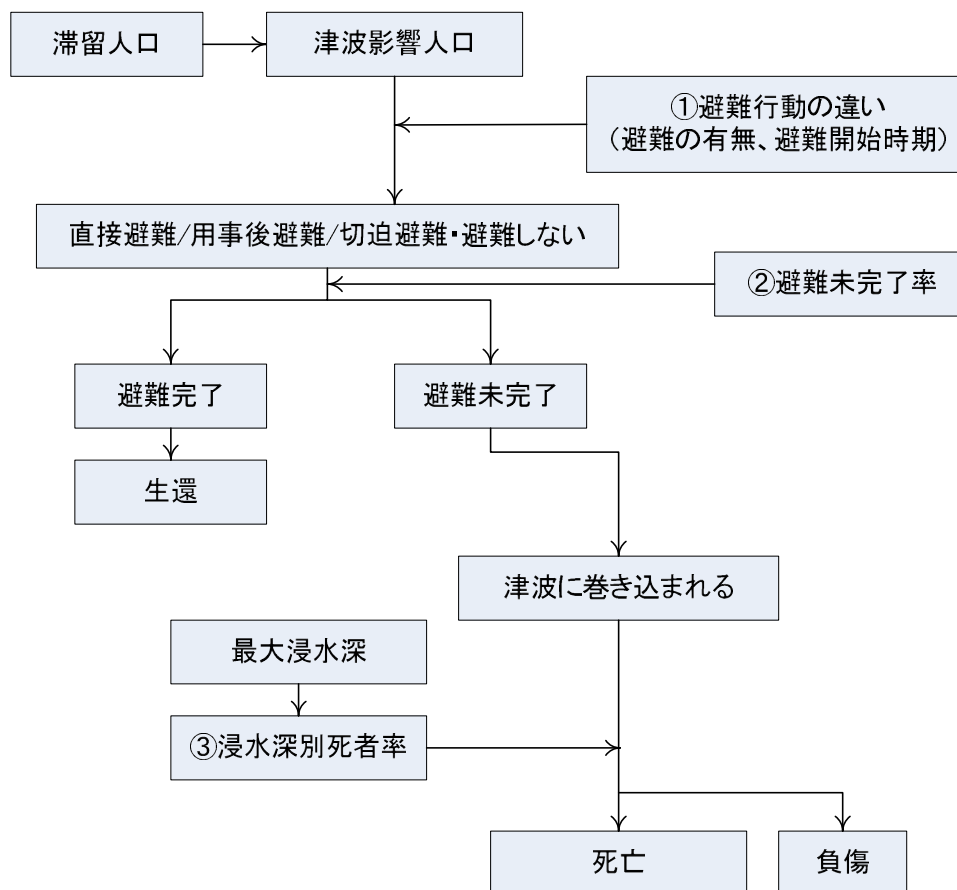 滞留人口
津波影響人口
①避難行動の違い
（避難の有無、避難開始時期）
直接避難/用事後避難/切迫避難・避難しない
②避難未完了率
避難完了
避難未完了
生還
津波に巻き込まれる
最大浸水深
③浸水深別死者率
死亡
負傷